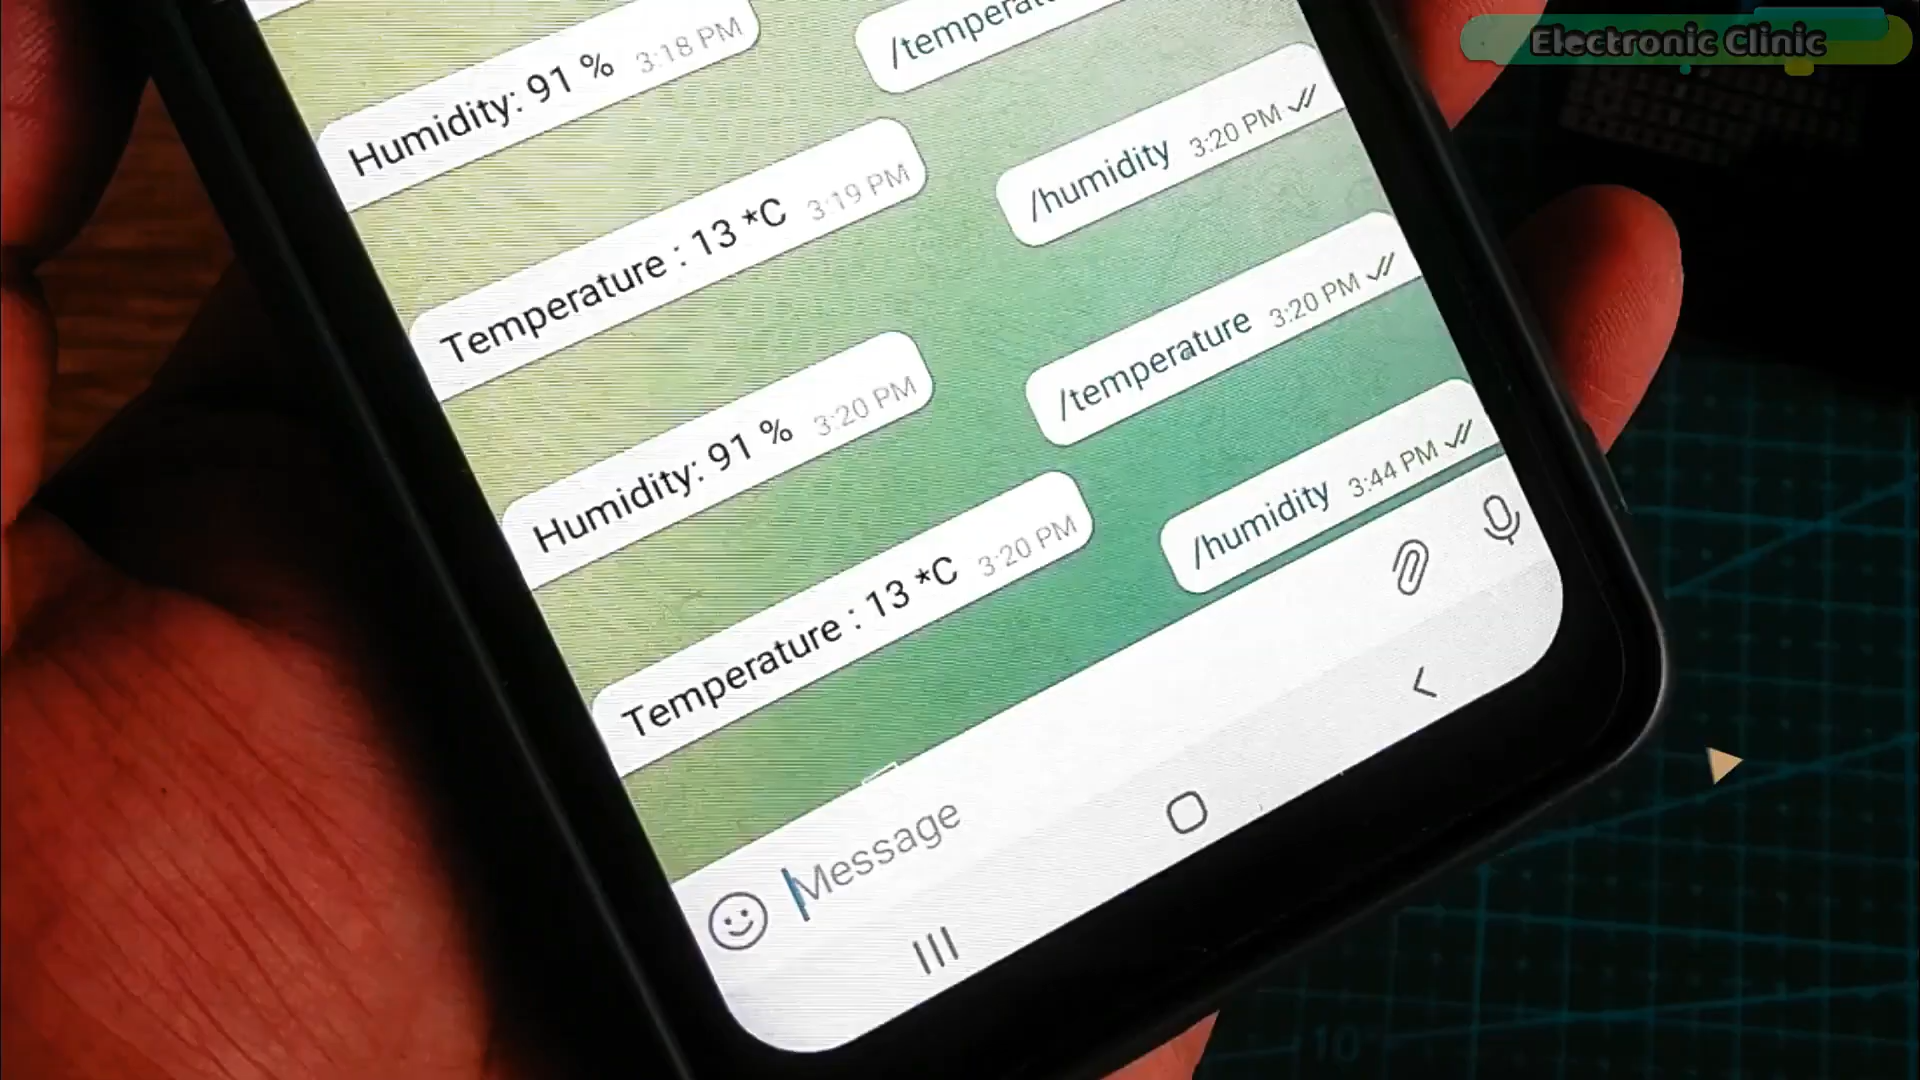 Electronic Clinic
Humidity: 91 % 3:18 PM
Temperature : 13 *C 3:19 PM
/humidity 3:20 PM
Humidity: 91 % 3:20 PM
/temperature 3:20 PM
Temperature : 13 *C 3:20 PM
/humidity 3:44 PM
Message
10°